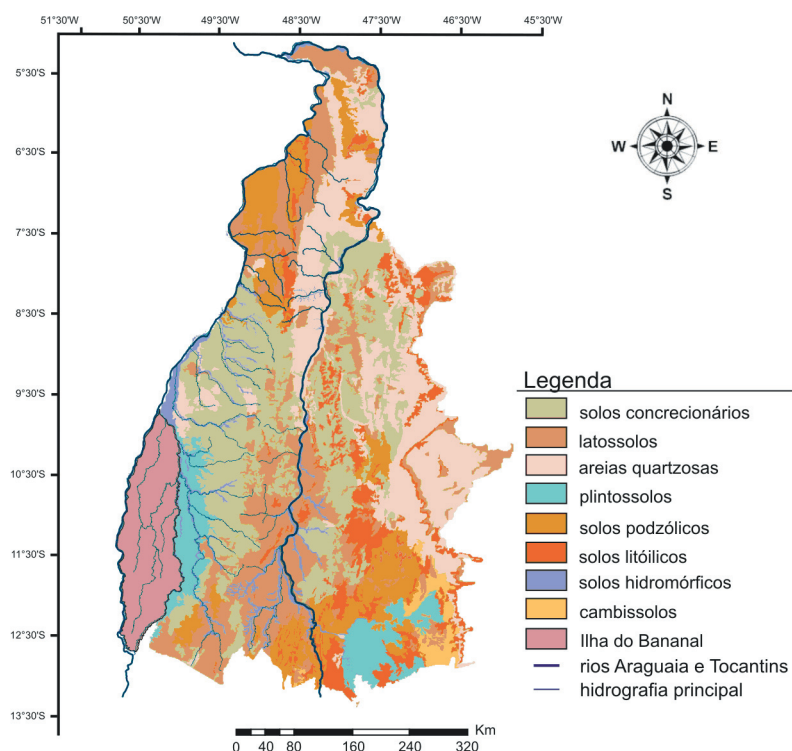 51°30'W 50°30'W 49°30'W 48°30'W 47°30'W 46°30'W 45°30'W
5°30'S
6°30'S
7°30'S
8°30'S
9°30'S
10°30'S
11°30'S
12°30'S
13°30'S
N
W E
S
Legenda
solos concrecionários
latossolos
areias quartzosas
plintossolos
solos podzólicos
solos litóilicos
solos hidromórficos
cambissolos
Ilha do Bananal
rios Araguaia e Tocantins
hidrografia principal
Km
0 40 80 160 240 320